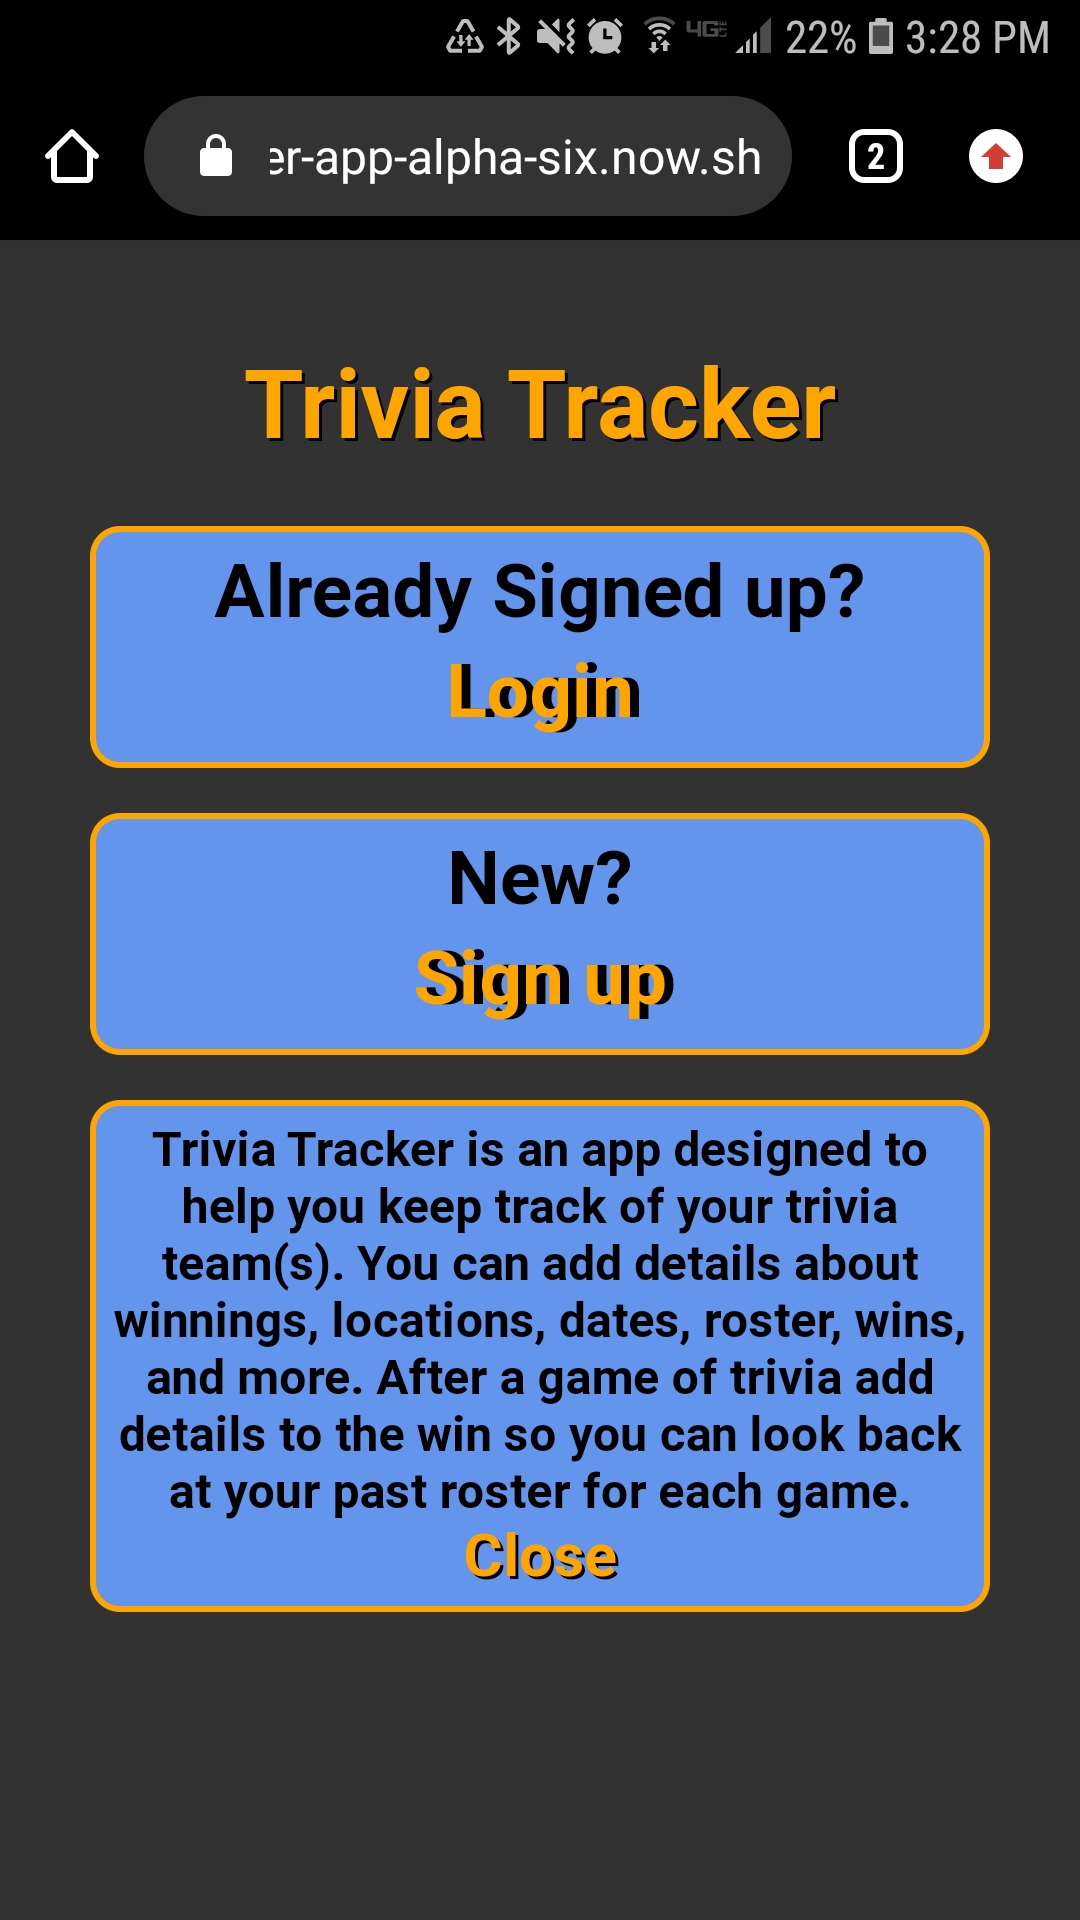 4G LTE 22% 3:28 PM
er-app-alpha-six.now.sh 2
Trivia Tracker
Already Signed up?
Login
New?
Sign up
Trivia Tracker is an app designed to
help you keep track of your trivia
team(s). You can add details about
winnings, locations, dates, roster, wins,
and more. After a game of trivia add
details to the win so you can look back
at your past roster for each game.
Close